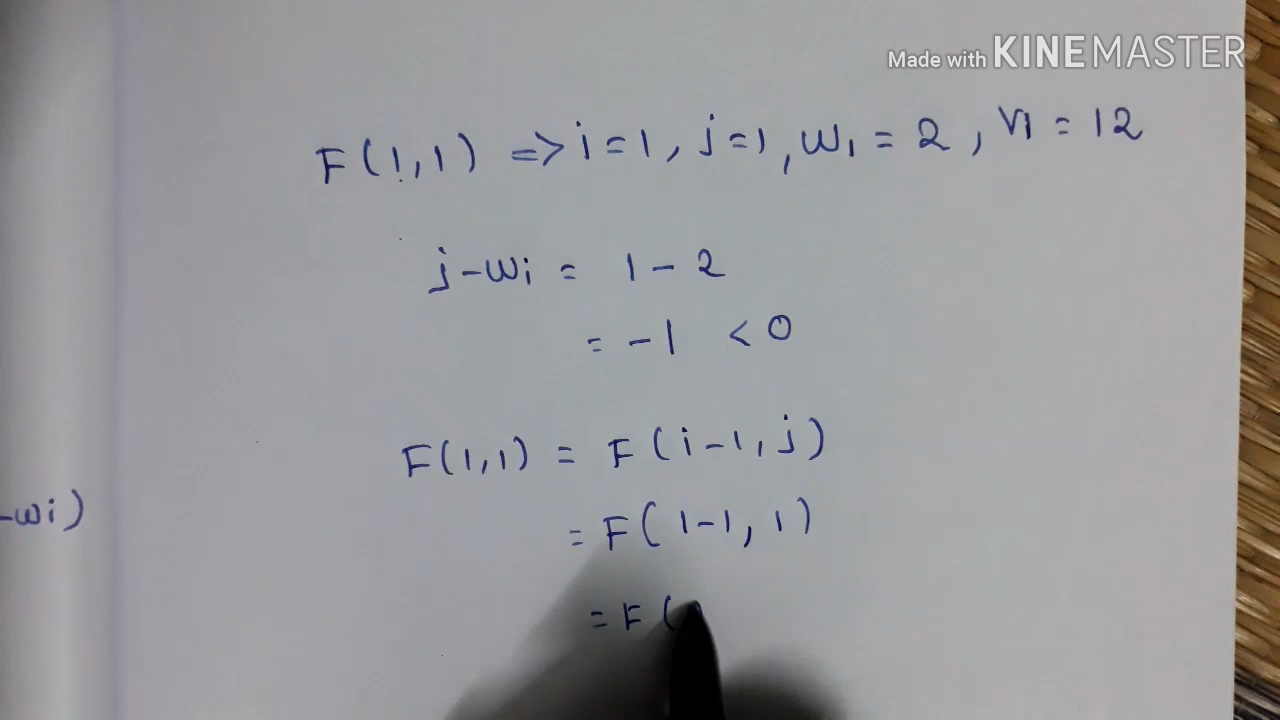 Made with KINEMASTER
F(1,1) => i=1, j=1, w1 = 2, V1 = 12
j-wi = 1-2
= -1 < 0
F(1,1) = F(i-1, j)
-wi)
= F(1-1, 1)
= F(